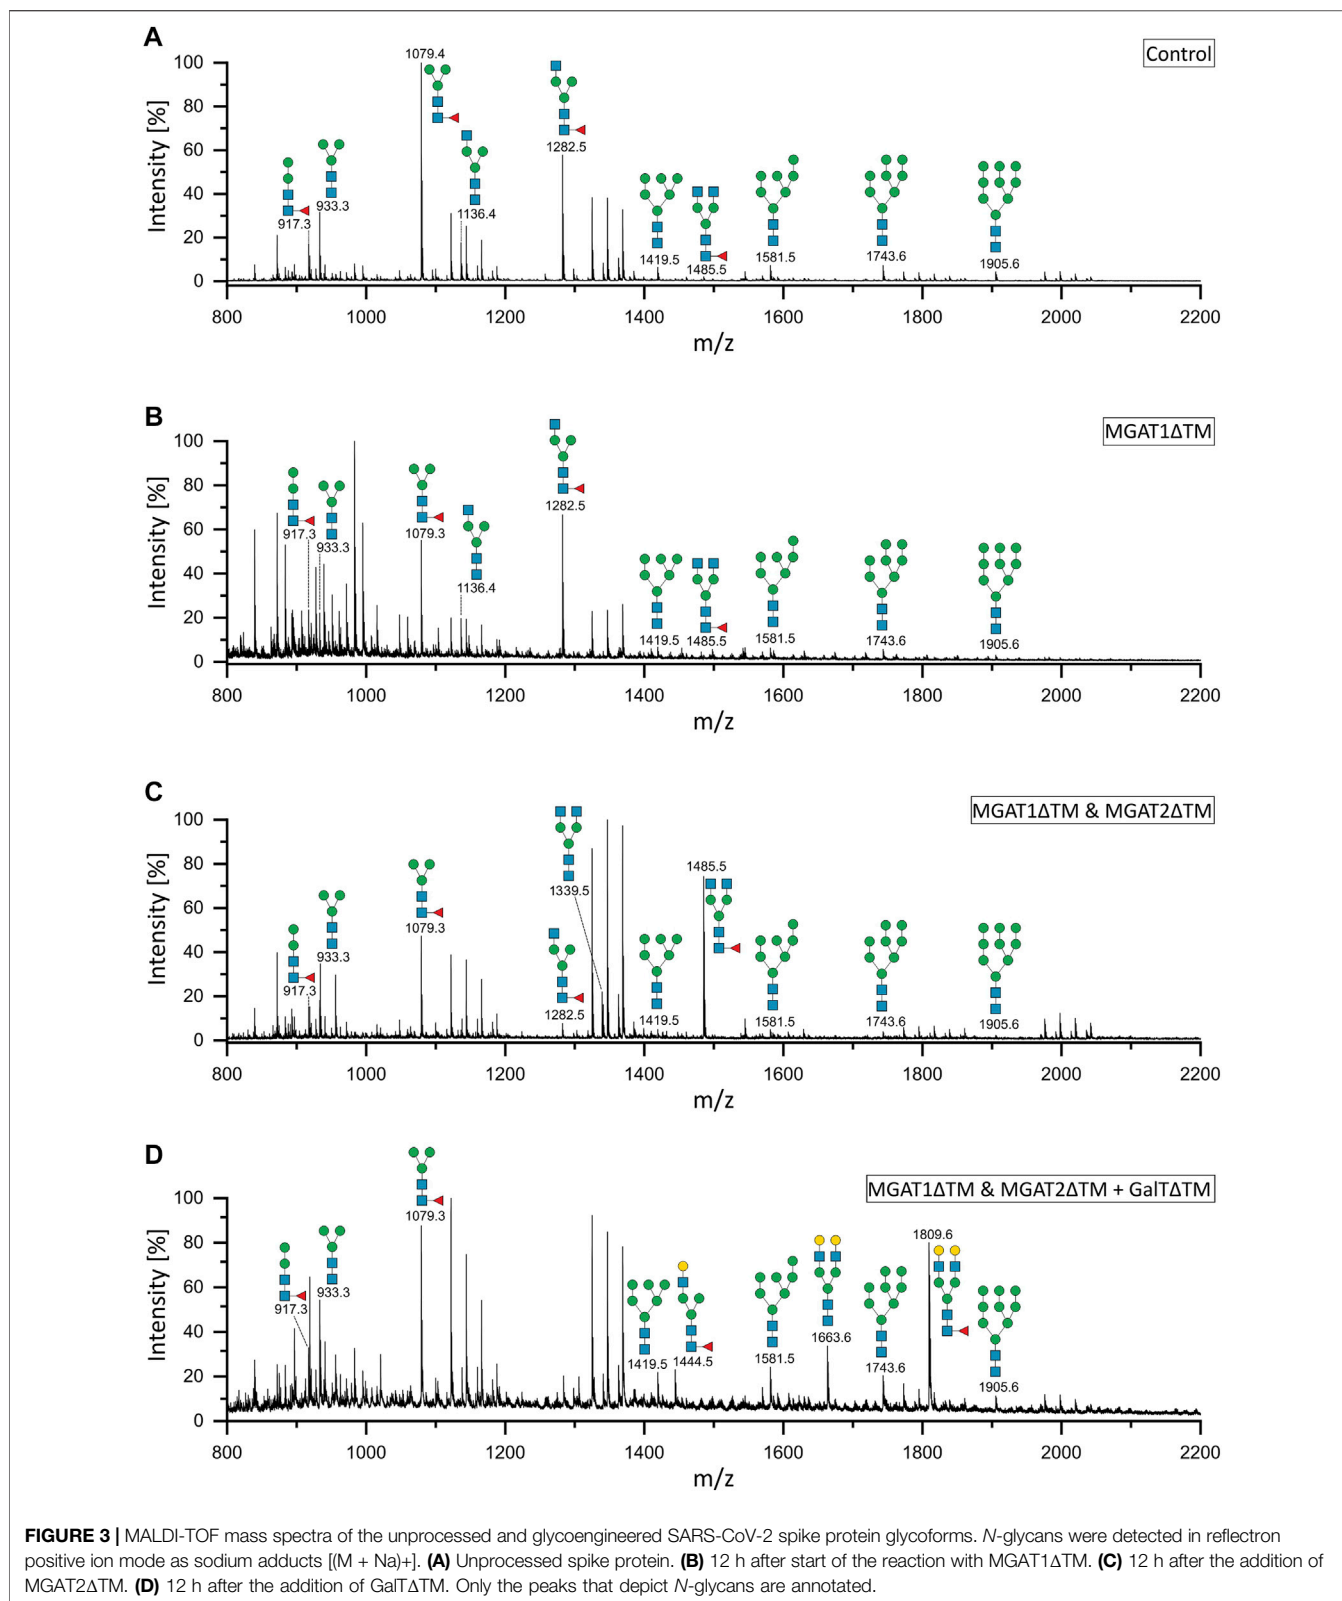 A
Control
1079.4
1282.5
917.3
933.3
1136.4
1419.5
1485.5
1581.5
1743.6
1905.6
Intensity [%]
100
80
60
40
20
0
800 1000 1200 1400 1600 1800 2000 2200
m/z
B
MGAT1ΔTM
1282.5
917.3
933.3
1079.3
1136.4
1419.5
1485.5
1581.5
1743.6
1905.6
Intensity [%]
100
80
60
40
20
0
800 1000 1200 1400 1600 1800 2000 2200
m/z
C
MGAT1ΔTM & MGAT2ΔTM
1339.5
1485.5
917.3
933.3
1079.3
1282.5
1419.5
1581.5
1743.6
1905.6
Intensity [%]
100
80
60
40
20
0
800 1000 1200 1400 1600 1800 2000 2200
m/z
D
MGAT1ΔTM & MGAT2ΔTM + GalTΔTM
1079.3
1809.6
917.3
933.3
1419.5
1444.5
1581.5
1663.6
1743.6
1905.6
Intensity [%]
100
80
60
40
20
0
800 1000 1200 1400 1600 1800 2000 2200
m/z
FIGURE 3 | MALDI-TOF mass spectra of the unprocessed and glycoengineered SARS-CoV-2 spike protein glycoforms. N-glycans were detected in reflectron
positive ion mode as sodium adducts [(M + Na)+]. (A) Unprocessed spike protein. (B) 12 h after start of the reaction with MGAT1ΔTM. (C) 12 h after the addition of
MGAT2ΔTM. (D) 12 h after the addition of GalTΔTM. Only the peaks that depict N-glycans are annotated.